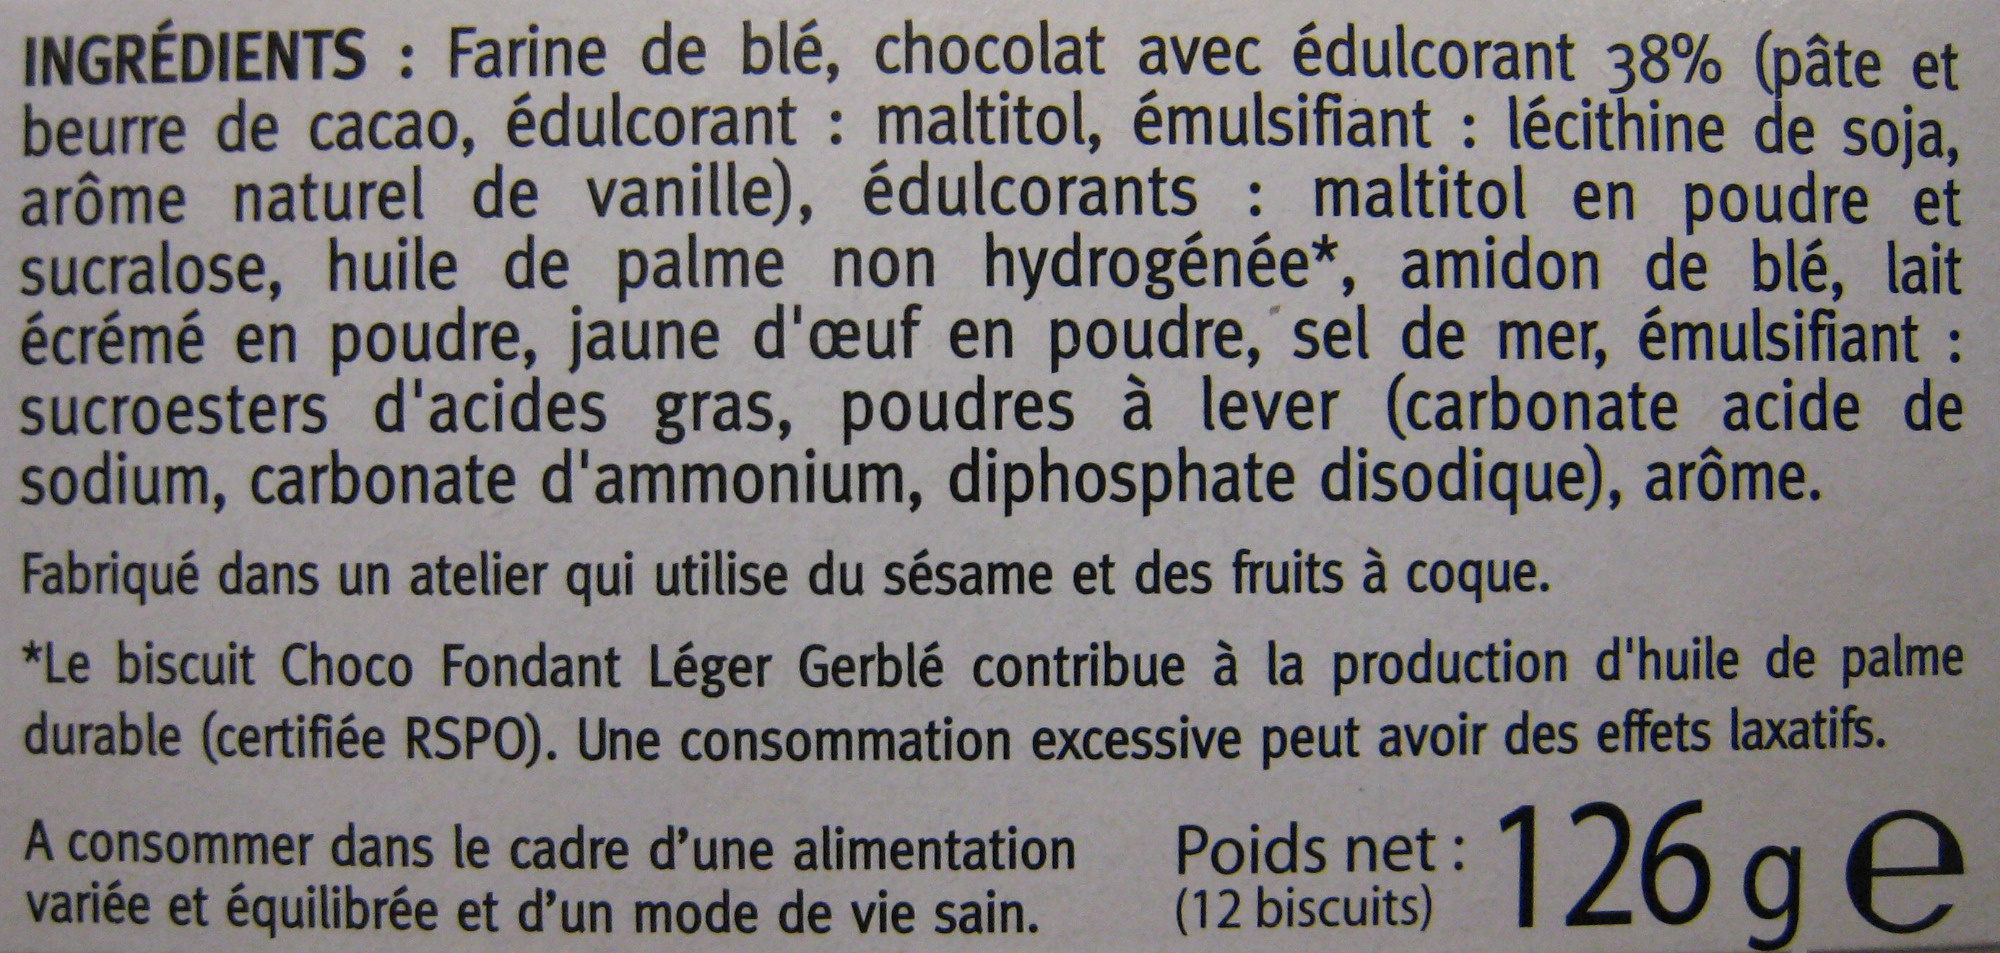 INGRÉDIENTS : Farine de blé, chocolat avec édulcorant 38% (pâte et
beurre de cacao, édulcorant : maltitol, émulsifiant : lécithine de soja,
arôme naturel de vanille), édulcorants : maltitol en poudre et
sucralose, huile de palme non hydrogénée*, amidon de blé, lait
écrémé en poudre, jaune d'œuf en poudre, sel de mer, émulsifiant :
sucroesters d'acides gras, poudres à lever (carbonate acide de
sodium, carbonate d'ammonium, diphosphate disodique), arôme.
Fabriqué dans un atelier qui utilise du sésame et des fruits à coque.
*Le biscuit Choco Fondant Léger Gerblé contribue à la production d'huile de palme
durable (certifiée RSPO). Une consommation excessive peut avoir des effets laxatifs.
A consommer dans le cadre d’une alimentation
variée et équilibrée et d’un mode de vie sain.
Poids net : 126 g e
(12 biscuits)